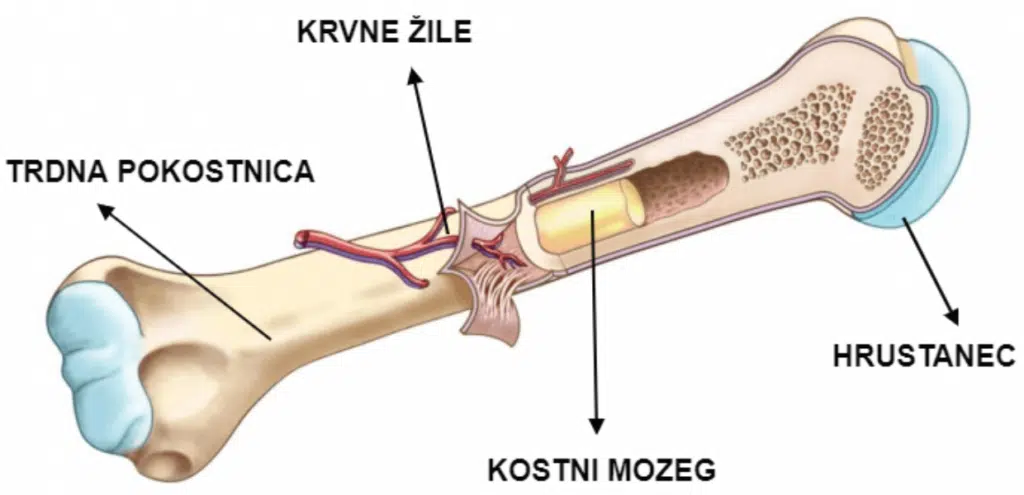 KRVNE ŽILE
TRDNA POKOSTNICA
HRUSTANEC
KOSTNI MOZEG